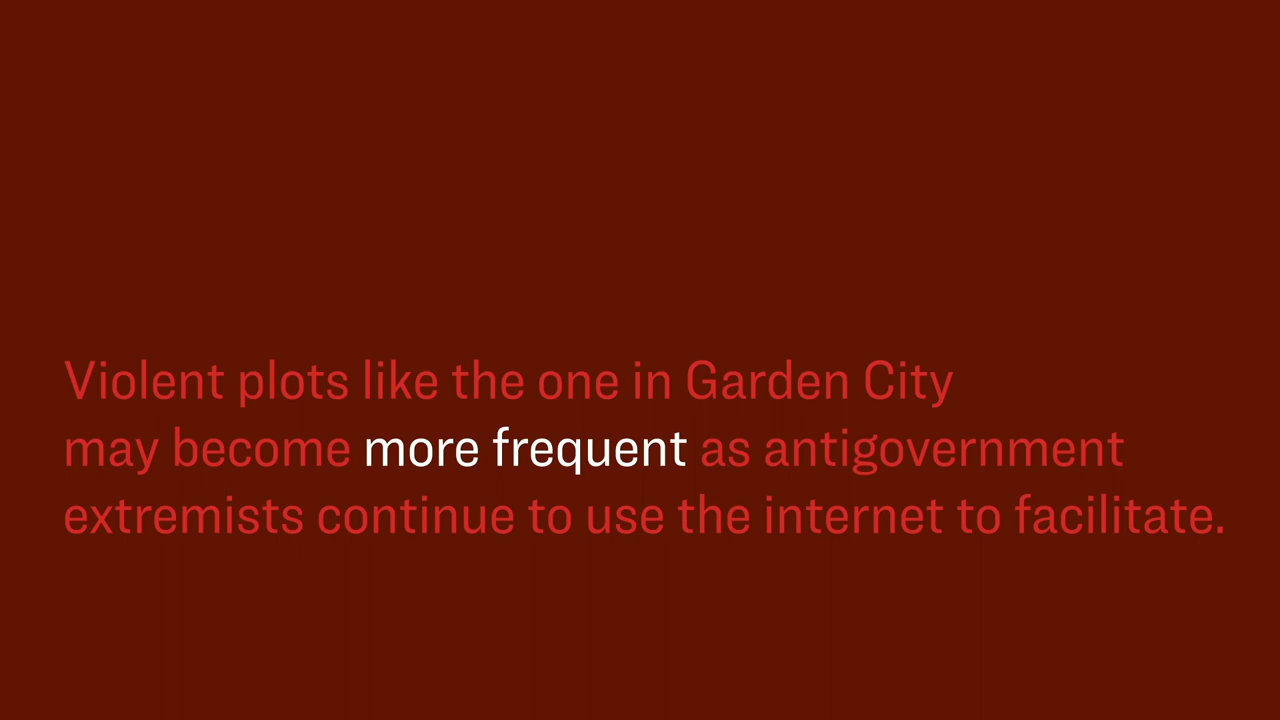 Violent plots like the one in Garden City
may become more frequent as antigovernment
extremists continue to use the internet to facilitate.